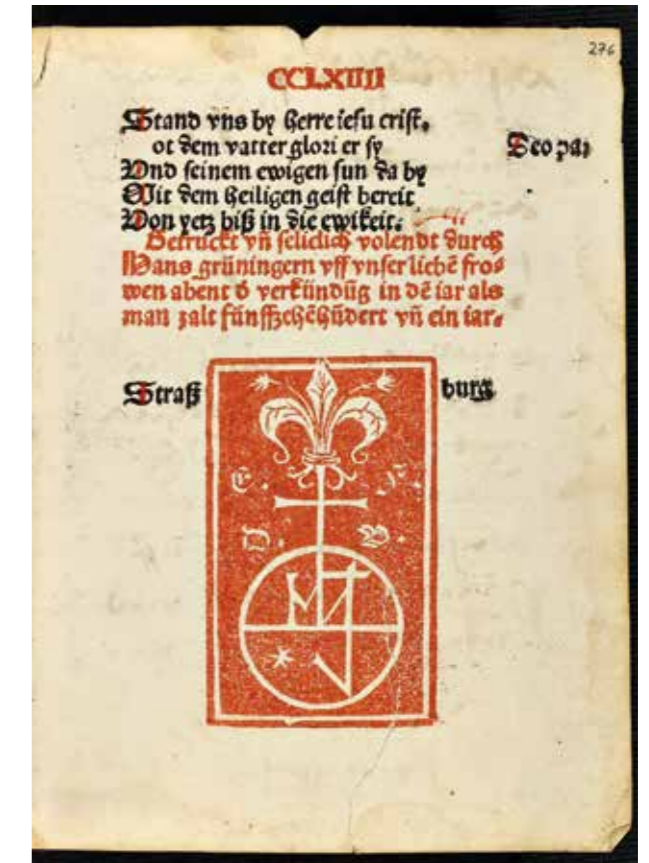 276
CCLXIIII
Stand vns by herre iesu crist.
ot dem vatter glori er sy
Deo pa;
Vnd seinem ewigen sun da by
Mit dem heiligen geist bereit
Von yetz biß in die ewikeit.
Getruckt vñ seliclich volendt durch
Hans grüningern vff vnser liebē fro⸗
wen abent d' verkündūg in dē iar als
man zalt fünffzehēhūdert vñ ein iar.
Straß burg